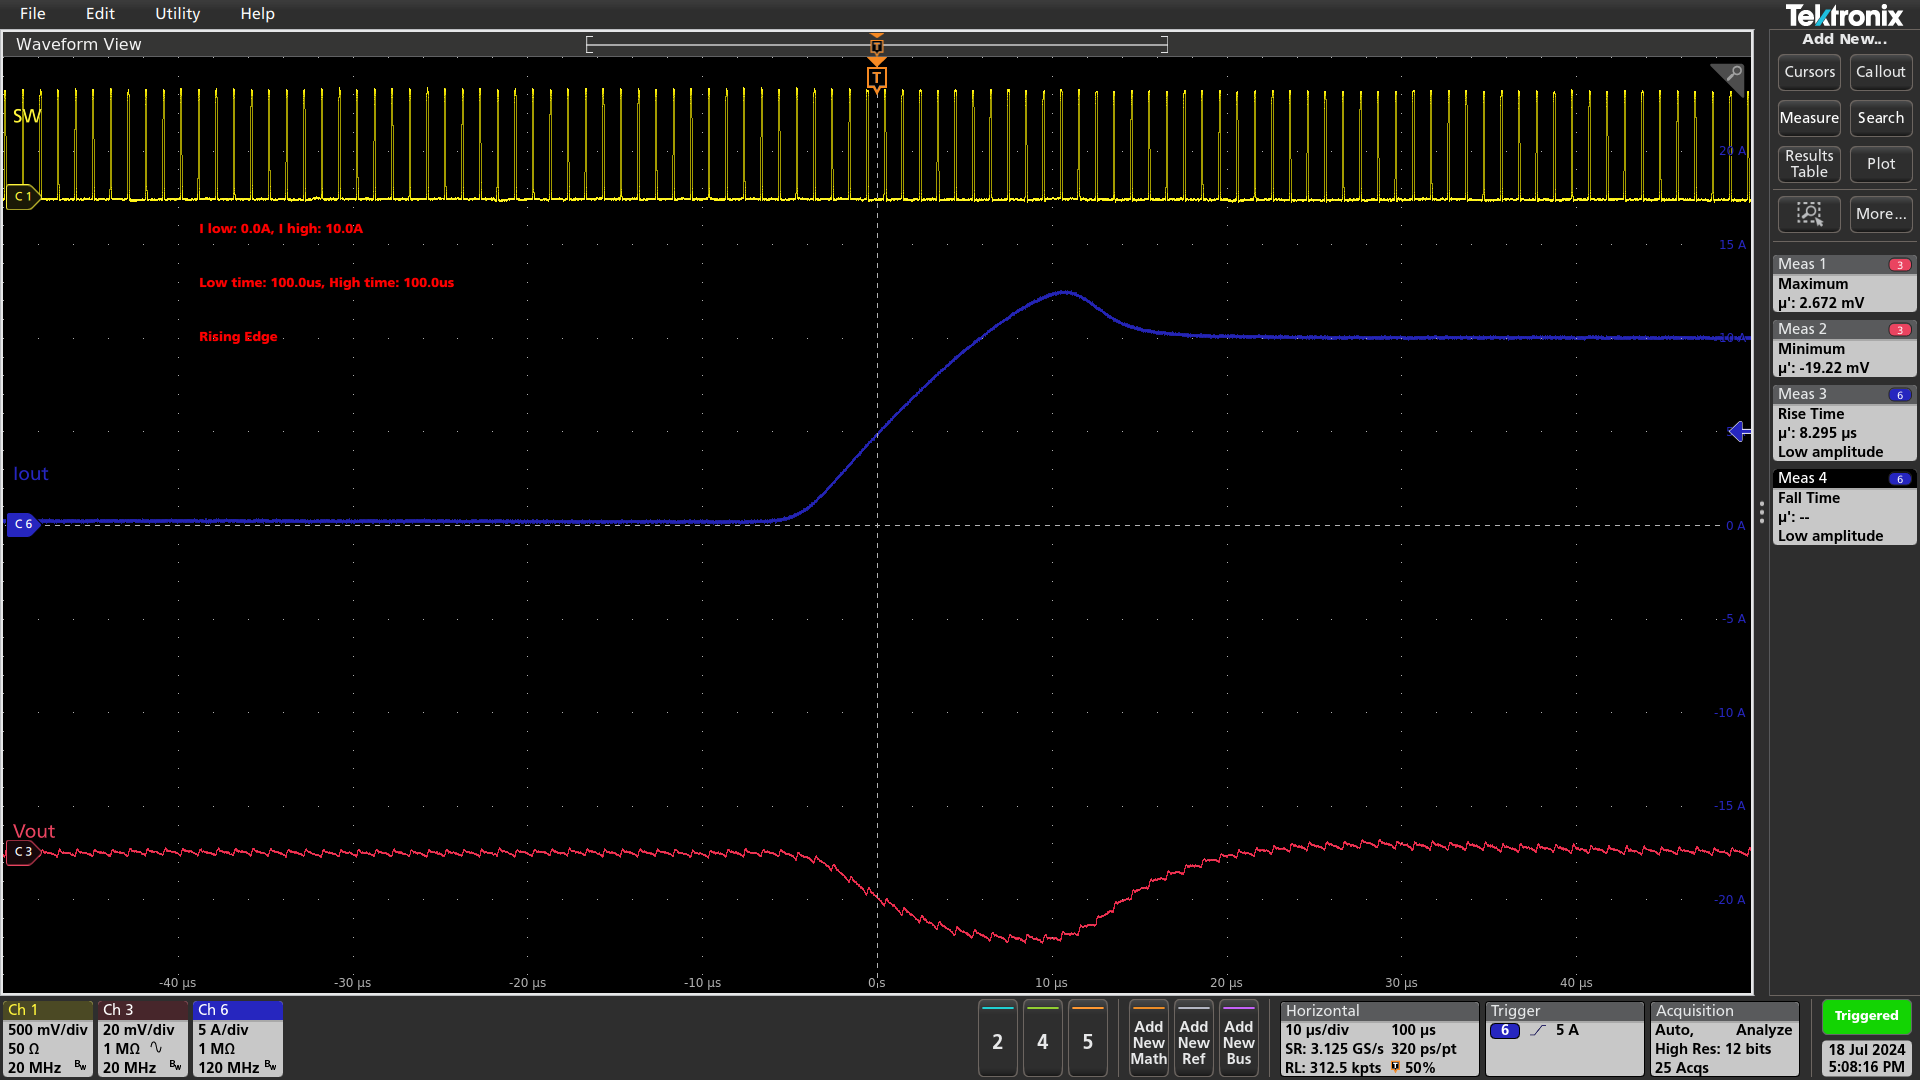 File Edit Utility Help
Tektronix
Waveform View
Add New...
T
T
Cursors Callout
SW
Measure Search
20 A
Results Table Plot
C 1
More...
I low: 0.0A, I high: 10.0A
15 A
Meas 1 3
Maximum
µ': 2.672 mV
Low time: 100.0us, High time: 100.0us
Meas 2 3
Minimum
µ': -19.22 mV
Rising Edge
10 A
Meas 3 6
Rise Time
µ': 8.295 µs
Low amplitude
Iout
Meas 4 6
Fall Time
µ': --
Low amplitude
C 6
0 A
-5 A
-10 A
-15 A
Vout
C 3
-20 A
-40 µs -30 µs -20 µs -10 µs 0 s 10 µs 20 µs 30 µs 40 µs
Ch 1
500 mV/div
50 Ω
20 MHz Bw
Ch 3
20 mV/div
1 MΩ
20 MHz Bw
Ch 6
5 A/div
1 MΩ
120 MHz Bw
2 4 5
Add New Math
Add New Ref
Add New Bus
Horizontal
10 µs/div 100 µs
SR: 3.125 GS/s 320 ps/pt
RL: 312.5 kpts 50%
Trigger
6 5 A
Acquisition
Auto, Analyze
High Res: 12 bits
25 Acqs
Triggered
18 Jul 2024
5:08:16 PM